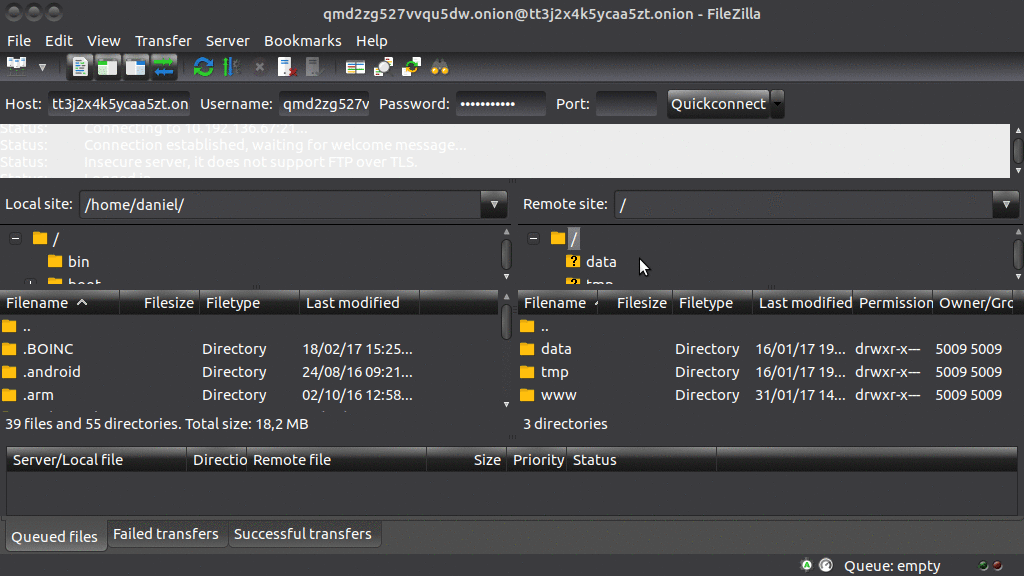 qmd2zg527vvqu5dw.onion@tt3j2x4k5ycaa5zt.onion - FileZilla
File Edit View Transfer Server Bookmarks Help
Host: tt3j2x4k5ycaa5zt.on Username: qmd2zg527v Password: ••••••••••• Port: Quickconnect
Status: Connecting to 10.192.136.67:21...
Status: Connection established, waiting for welcome message...
Status: Insecure server, it does not support FTP over TLS.
Local site: /home/daniel/ Remote site: /
/ /
bin data
boot tmp
Filename Filesize Filetype Last modified Filename Filesize Filetype Last modified Permission Owner/Gro
.. ..
.BOINC Directory 18/02/17 15:25... data Directory 16/01/17 19... drwxr-x--- 5009 5009
.android Directory 24/08/16 09:21... tmp Directory 16/01/17 19... drwxr-x--- 5009 5009
.arm Directory 02/10/16 12:58... www Directory 31/01/17 14... drwxr-x--- 5009 5009
39 files and 55 directories. Total size: 18,2 MB 3 directories
Server/Local file Directio Remote file Size Priority Status
Queued files Failed transfers Successful transfers
Queue: empty